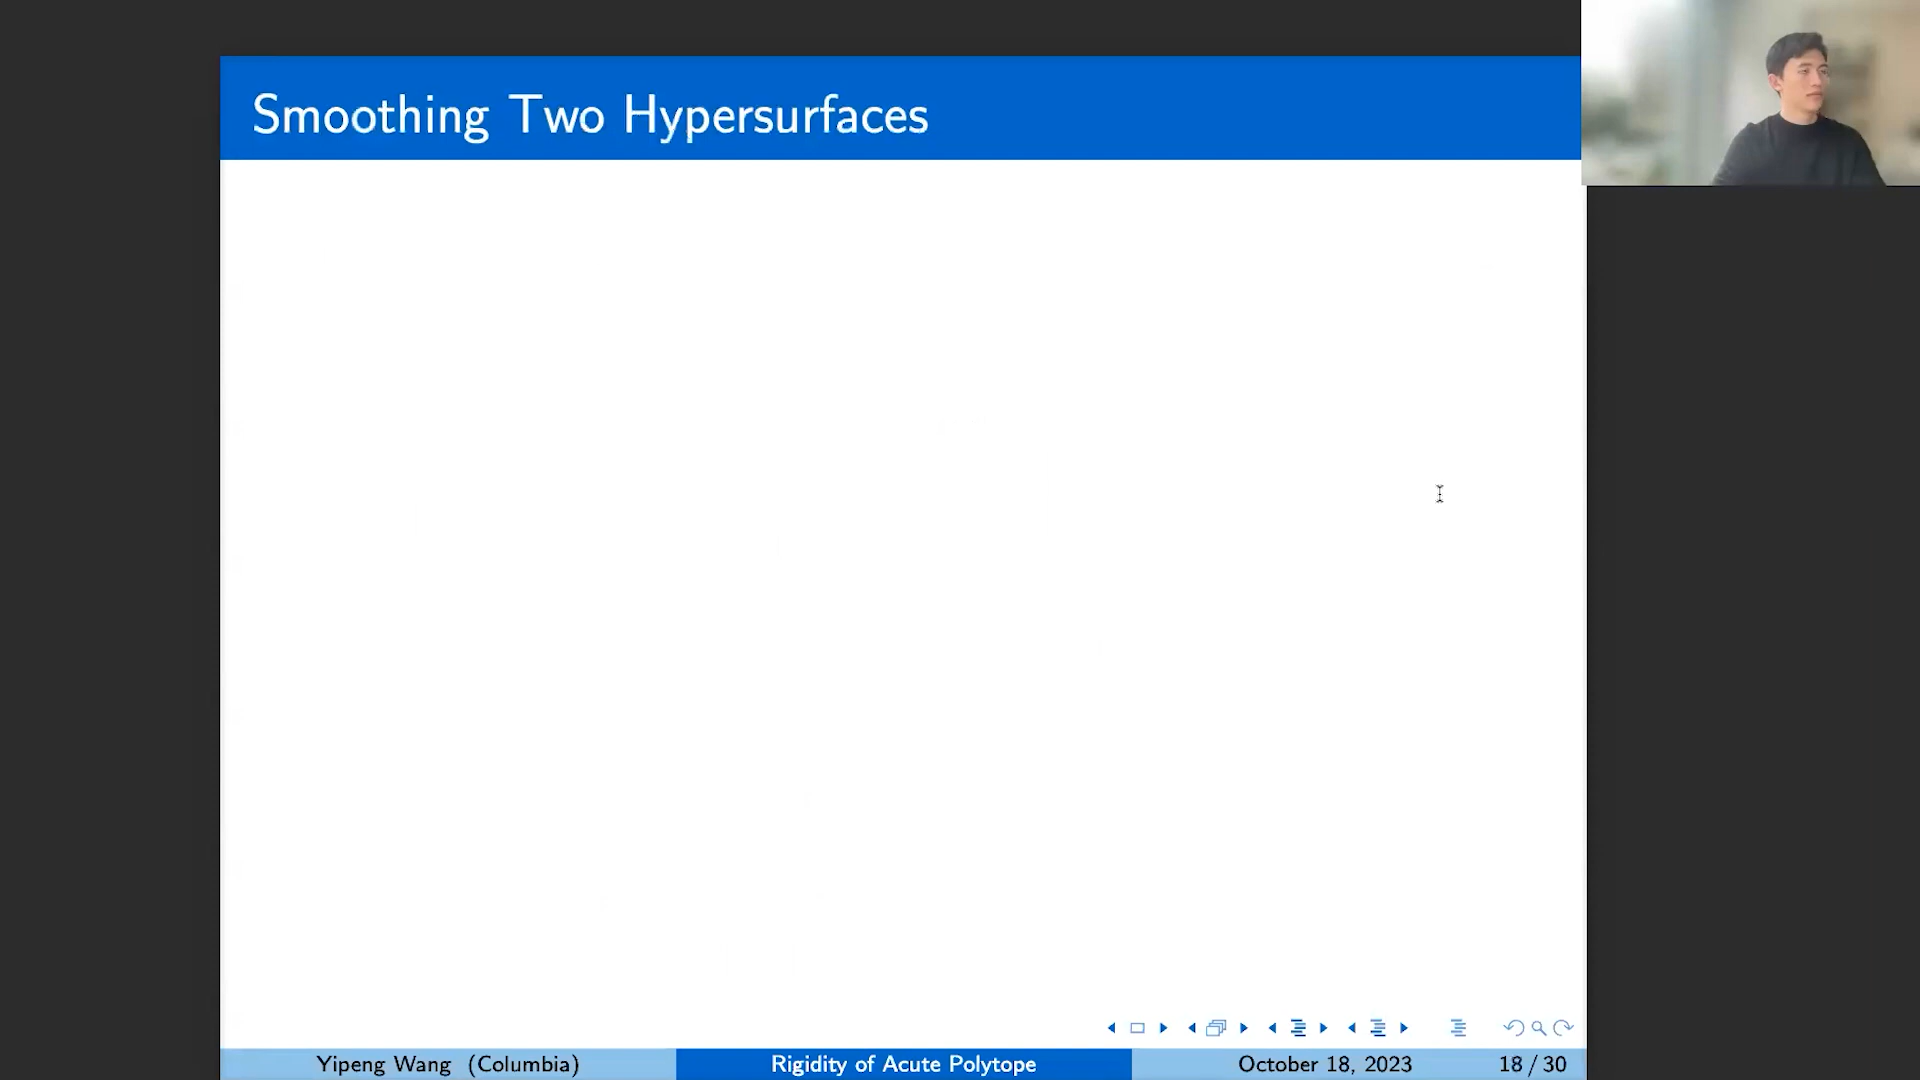 Smoothing Two Hypersurfaces
Yipeng Wang (Columbia)
Rigidity of Acute Polytope
October 18, 2023
18 / 30